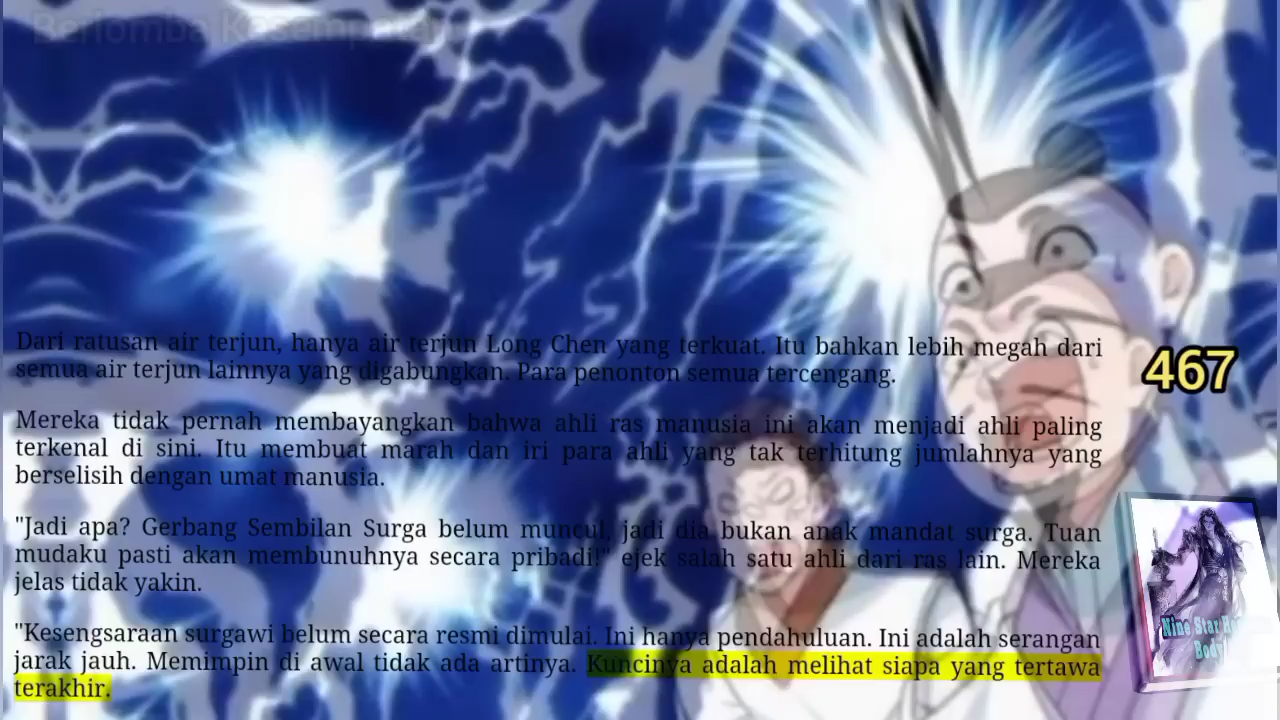 Berlomba Kesempatan
Dari ratusan air terjun, hanya air terjun Long Chen yang terkuat. Itu bahkan lebih megah dari
semua air terjun lainnya yang digabungkan. Para penonton semua tercengang.
Mereka tidak pernah membayangkan bahwa ahli ras manusia ini akan menjadi ahli paling
terkenal di sini. Itu membuat marah dan iri para ahli yang tak terhitung jumlahnya yang
berselisih dengan umat manusia.
"Jadi apa? Gerbang Sembilan Surga belum muncul, jadi dia bukan anak mandat surga. Tuan
mudaku pasti akan membunuhnya secara pribadi!" ejek salah satu ahli dari ras lain. Mereka
jelas tidak yakin.
"Kesengsaraan surgawi belum secara resmi dimulai. Ini hanya pendahuluan. Ini adalah serangan
jarak jauh. Memimpin di awal tidak ada artinya. Kuncinya adalah melihat siapa yang tertawa
terakhir.
467
Nine Star
Body